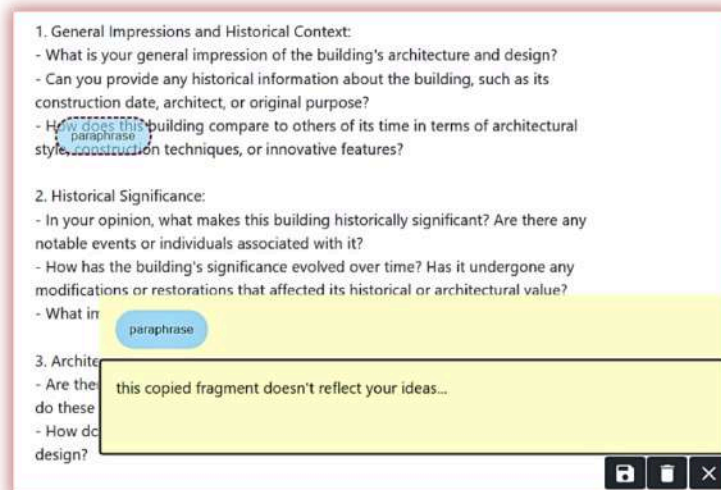 1. General Impressions and Historical Context:
- What is your general impression of the building's architecture and design?
- Can you provide any historical information about the building, such as its
construction date, architect, or original purpose?
- How does this building compare to others of its time in terms of architectural
paraphrase
style, construction techniques, or innovative features?
2. Historical Significance:
- In your opinion, what makes this building historically significant? Are there any
notable events or individuals associated with it?
- How has the building's significance evolved over time? Has it undergone any
modifications or restorations that affected its historical or architectural value?
- What
paraphrase
3.
- Are
this copied fragment doesn't reflect your ideas...
do these
- How
design?